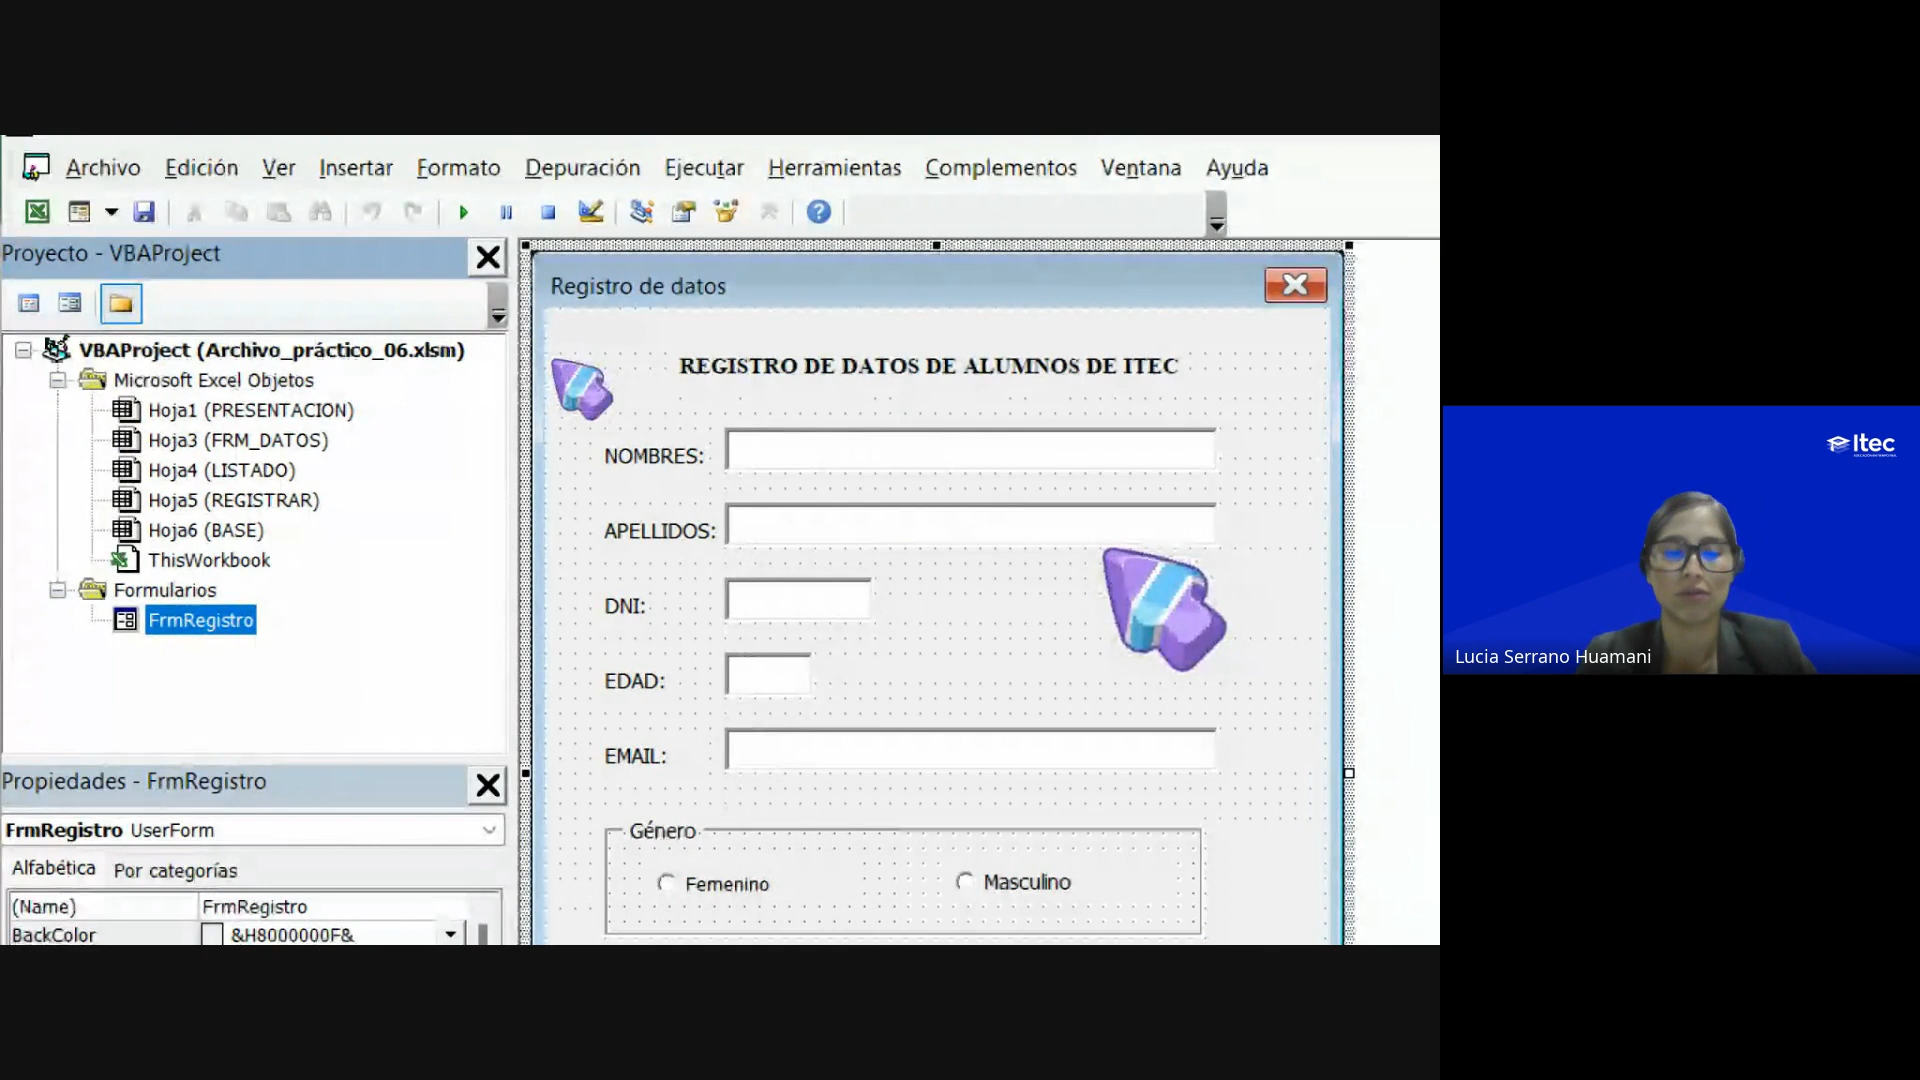 Archivo Edición Ver Insertar Formato Depuración Ejecutar Herramientas Complementos Ventana Ayuda
Proyecto - VBAProject
VBAProject (Archivo_práctico_06.xlsm)
Microsoft Excel Objetos
Hoja1 (PRESENTACION)
Hoja3 (FRM_DATOS)
Hoja4 (LISTADO)
Hoja5 (REGISTRAR)
Hoja6 (BASE)
ThisWorkbook
Formularios
FrmRegistro
Propiedades - FrmRegistro
FrmRegistro UserForm
Alfabética Por categorías
(Name) FrmRegistro
BackColor &H8000000F&
Registro de datos
REGISTRO DE DATOS DE ALUMNOS DE ITEC
NOMBRES:
APELLIDOS:
DNI:
EDAD:
EMAIL:
Género
Femenino Masculino
Itec
Lucia Serrano Huamani